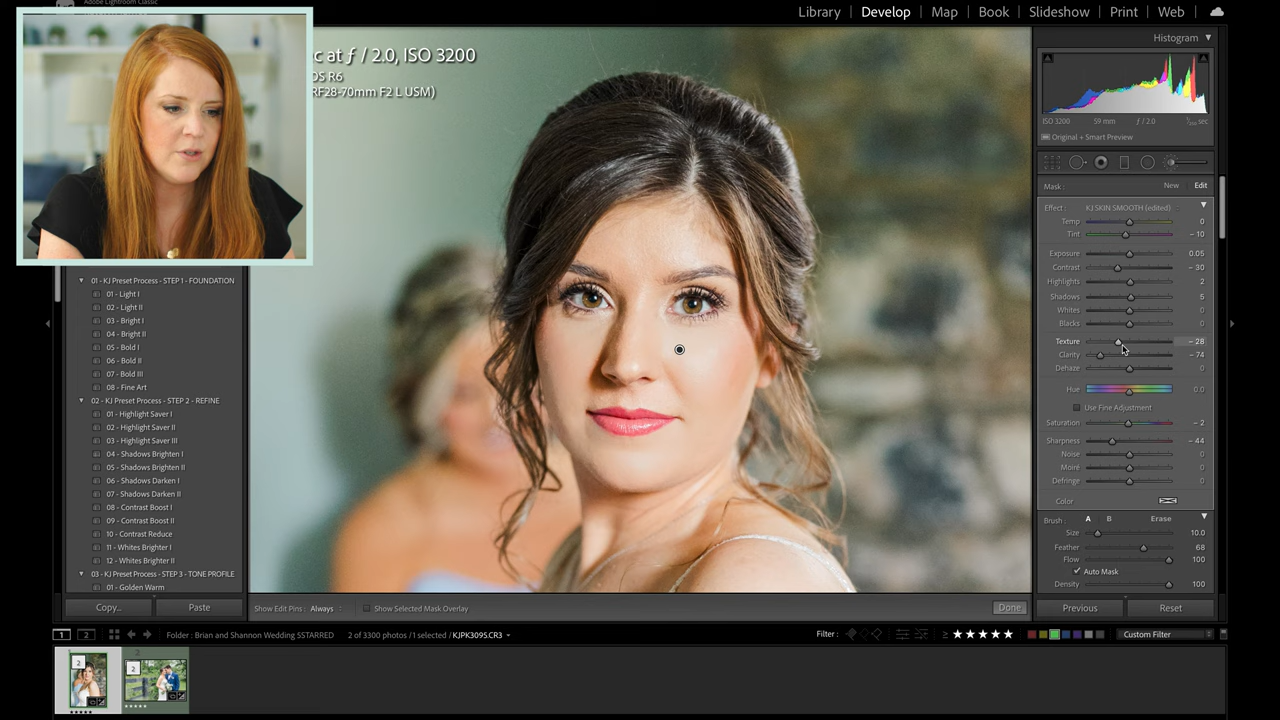 Adobe Lightroom Classic
Library | Develop | Map | Book | Slideshow | Print | Web
Histogram
ec at ƒ / 2.0, ISO 3200
OS R6
RF28-70mm F2 L USM)
ISO 3200 59 mm ƒ / 2.0 sec
Original + Smart Preview
Mask : New Edit
Effect : KJ SKIN SMOOTH (edited)
Temp 0
Tint – 10
Exposure 0.05
Contrast – 30
Highlights 2
Shadows 5
Whites 0
Blacks 0
Texture – 28
Clarity – 74
Dehaze 0
Hue 0.0
Use Fine Adjustment
Saturation – 2
Sharpness – 44
Noise 0
Moiré 0
Defringe 0
Color
Brush : A B Erase
Size 10.0
Feather 68
Flow 100
Auto Mask
Density 100
Previous Reset
01 - KJ Preset Process - STEP 1 - FOUNDATION
01 - Light I
02 - Light II
03 - Bright I
04 - Bright II
05 - Bold I
06 - Bold II
07 - Bold III
08 - Fine Art
02 - KJ Preset Process - STEP 2 - REFINE
01 - Highlight Saver I
02 - Highlight Saver II
03 - Highlight Saver III
04 - Shadows Brighten I
05 - Shadows Brighten II
06 - Shadows Darken I
07 - Shadows Darken II
08 - Contrast Boost I
09 - Contrast Boost II
10 - Contrast Reduce
11 - Whites Brighter I
12 - Whites Brighter II
03 - KJ Preset Process - STEP 3 - TONE PROFILE
01 - Golden Warm
Copy... Paste
Show Edit Pins : Always Show Selected Mask Overlay Done
1 2 Folder : Brian and Shannon Wedding 5STARRED 2 of 3300 photos /1 selected /KJPK3095.CR3 Filter : ≥ ★★★★★ Custom Filter
2 2
★★★★★ ★★★★★